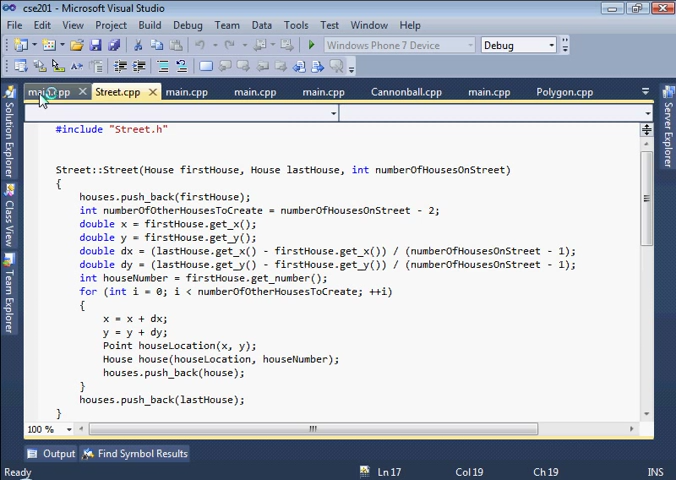 cse201 - Microsoft Visual Studio
File Edit View Project Build Debug Team Data Tools Test Window Help
Windows Phone 7 Device Debug
Street.cpp main.cpp main.cpp main.cpp Cannonball.cpp main.cpp Polygon.cpp
Solution Explorer
Class View
Team Explorer
Server Explorer
#include "Street.h"
Street::Street(House firstHouse, House lastHouse, int numberOfHousesOnStreet)
{
houses.push_back(firstHouse);
int numberOfOtherHousesToCreate = numberOfHousesOnStreet - 2;
double x = firstHouse.get_x();
double y = firstHouse.get_y();
double dx = (lastHouse.get_x() - firstHouse.get_x()) / (numberOfHousesOnStreet - 1);
double dy = (lastHouse.get_y() - firstHouse.get_y()) / (numberOfHousesOnStreet - 1);
int houseNumber = firstHouse.get_number();
for (int i = 0; i < numberOfOtherHousesToCreate; ++i)
{
x = x + dx;
y = y + dy;
Point houseLocation(x, y);
House house(houseLocation, houseNumber);
houses.push_back(house);
}
houses.push_back(lastHouse);
}
100 %
Output Find Symbol Results
Ready Ln 17 Col 19 Ch 19 INS